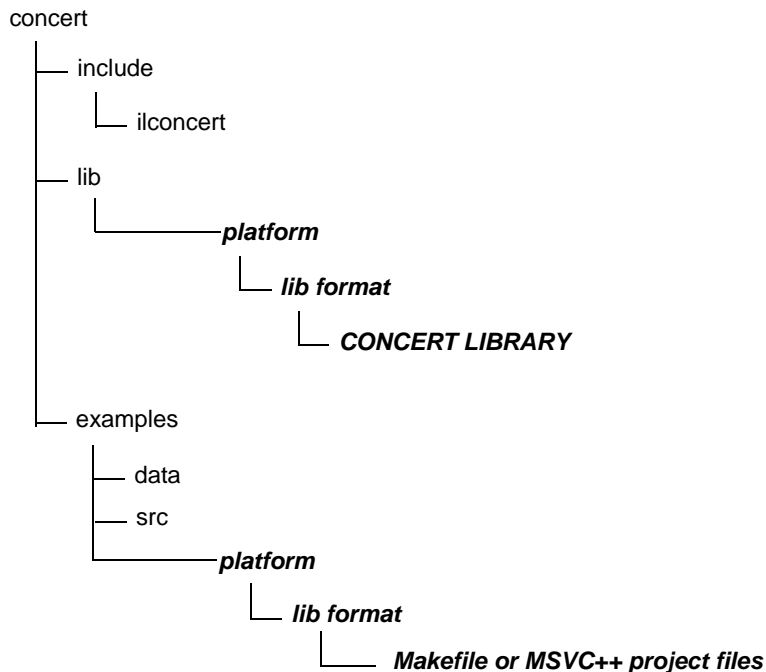 concert
include
ilconcert
lib
platform
lib format
CONCERT LIBRARY
examples
data
src
platform
lib format
Makefile or MSVC++ project files